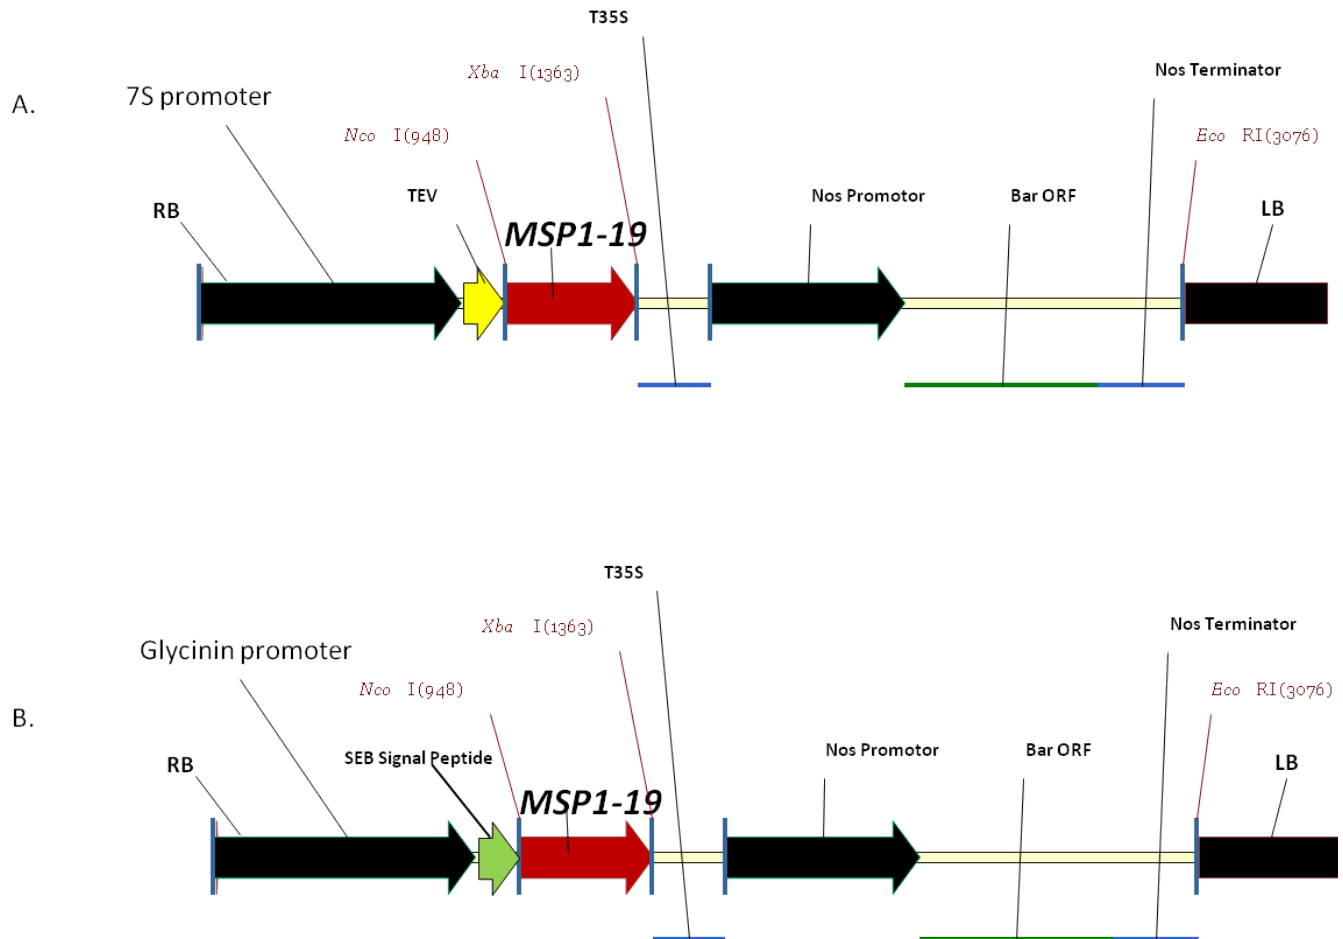 T35S
Xba I(1363)
Nos Terminator
A.
7S promoter
Nco I(948)
Eco RI(3076)
TEV
Nos Promotor
Bar ORF
RB
LB
MSP1-19
T35S
Xba I(1363)
Nos Terminator
Glycinin promoter
Nco I(948)
Eco RI(3076)
B.
SEB Signal Peptide
Nos Promotor
Bar ORF
RB
LB
MSP1-19